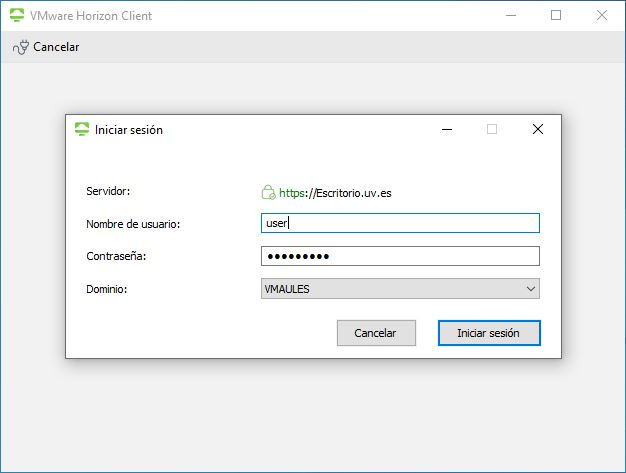 VMware Horizon Client
Cancelar
Iniciar sesión
Servidor: https://Escritorio.uv.es
Nombre de usuario: user
Contraseña: •••••••••
Dominio: VMAULES
Cancelar Iniciar sesión